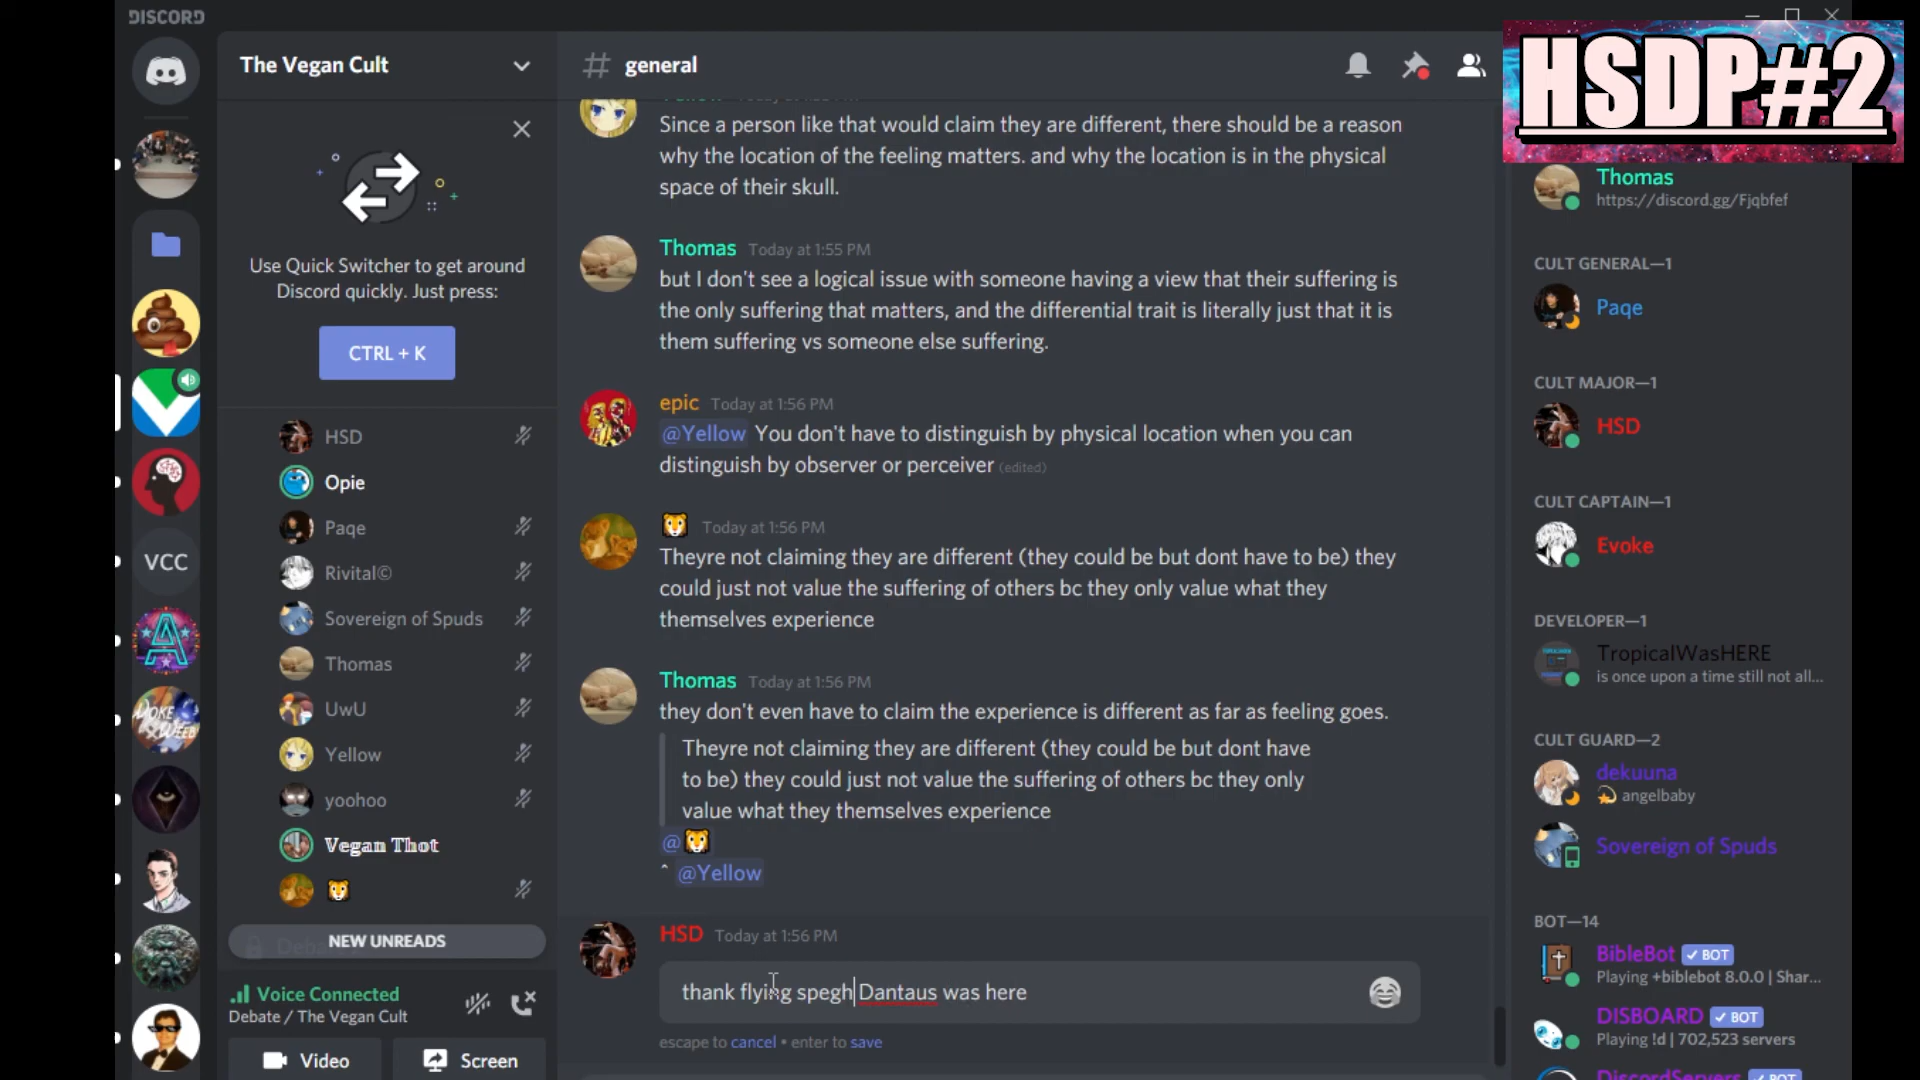 DISCORD
HSDP#2
The Vegan Cult
general
Use Quick Switcher to get around
Discord quickly. Just press:
CTRL + K
HSD
Opie
Paqe
Rivital©
Sovereign of Spuds
Thomas
UwU
Yellow
yoohoo
Vegan Thot
NEW UNREADS
Voice Connected
Debate / The Vegan Cult
Video
Screen
VCC
Since a person like that would claim they are different, there should be a reason
why the location of the feeling matters. and why the location is in the physical
space of their skull.
Thomas Today at 1:55 PM
but I don't see a logical issue with someone having a view that their suffering is
the only suffering that matters, and the differential trait is literally just that it is
them suffering vs someone else suffering.
epic Today at 1:56 PM
@Yellow You don't have to distinguish by physical location when you can
distinguish by observer or perceiver (edited)
🐯 Today at 1:56 PM
Theyre not claiming they are different (they could be but dont have to be) they
could just not value the suffering of others bc they only value what they
themselves experience
Thomas Today at 1:56 PM
they don't even have to claim the experience is different as far as feeling goes.
Theyre not claiming they are different (they could be but dont have
to be) they could just not value the suffering of others bc they only
value what they themselves experience
@🐯
^ @Yellow
HSD Today at 1:56 PM
thank flying spegh Dantaus was here
escape to cancel • enter to save
Thomas
https://discord.gg/Fjqbfef
CULT GENERAL—1
Paqe
CULT MAJOR—1
HSD
CULT CAPTAIN—1
Evoke
DEVELOPER—1
TropicalWasHERE
is once upon a time still not all...
CULT GUARD—2
dekuuna
angelbaby
Sovereign of Spuds
BOT—14
BibleBot ✓ BOT
Playing +biblebot 8.0.0 | Shar...
DISBOARD ✓ BOT
Playing !d | 702,523 servers
DiscordServers ✓ BOT